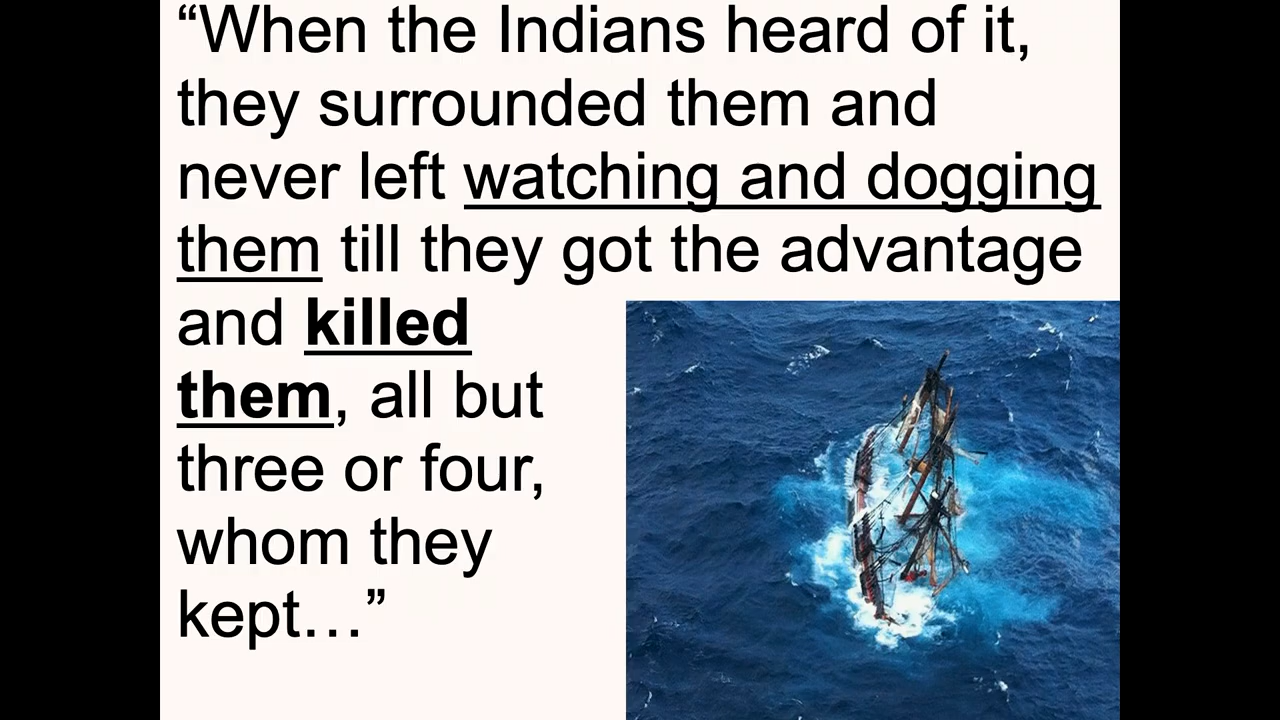 “When the Indians heard of it,
they surrounded them and
never left watching and dogging
them till they got the advantage
and killed
them, all but
three or four,
whom they
kept…”